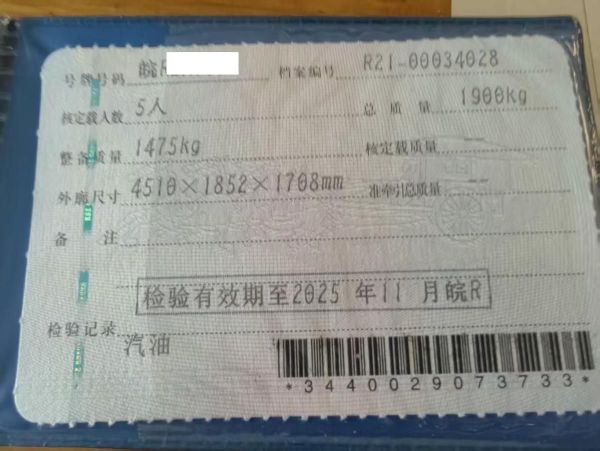 号牌号码 皖R 档案编号 R21-00034028
核定载人数 5人 总质量 1900kg
整备质量 1475kg 核定载质量
外廓尺寸 4510×1852×1708mm 准牵引总质量
备注
检验有效期至2025 年11 月皖R
检验记录
汽油
*3440029073733*